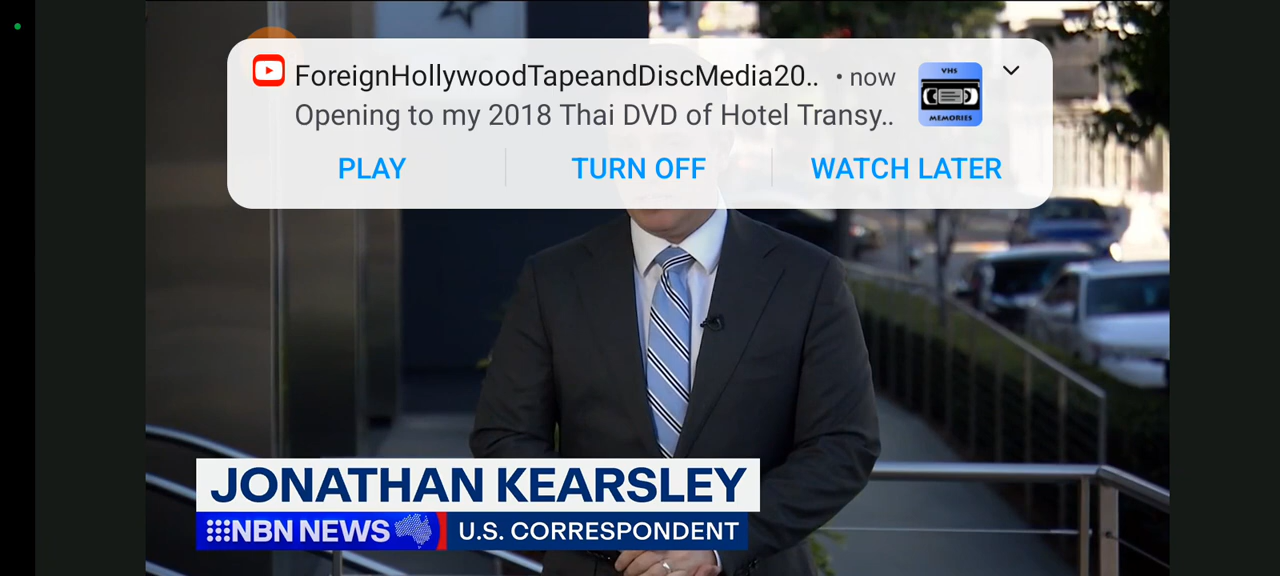 ForeignHollywoodTapeandDiscMedia20.. • now
Opening to my 2018 Thai DVD of Hotel Transy..
VHS
MEMORIES
PLAY
TURN OFF
WATCH LATER
JONATHAN KEARSLEY
NBN NEWS
U.S. CORRESPONDENT